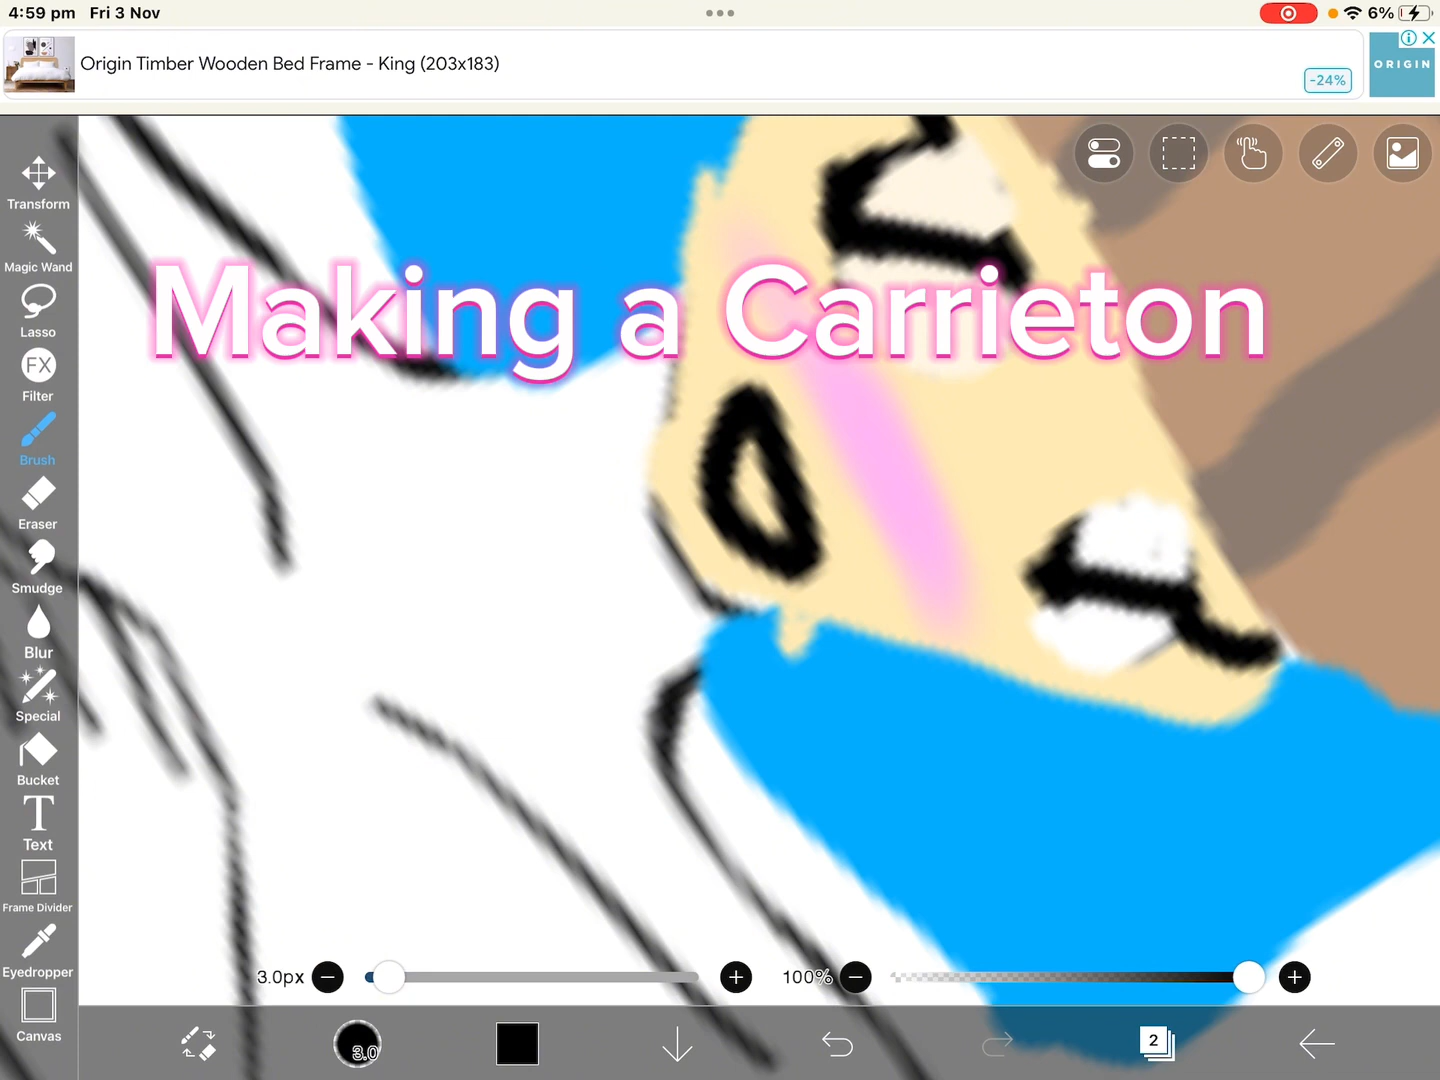 4:59 pm Fri 3 Nov
6%
Origin Timber Wooden Bed Frame - King (203x183)
-24%
ORIGIN
Making a Carrieton
Transform
Magic Wand
Lasso
FX
Filter
Brush
Eraser
Smudge
Blur
Special
Bucket
T
Text
Frame Divider
Eyedropper
Canvas
3.0px
100%
3.0
2